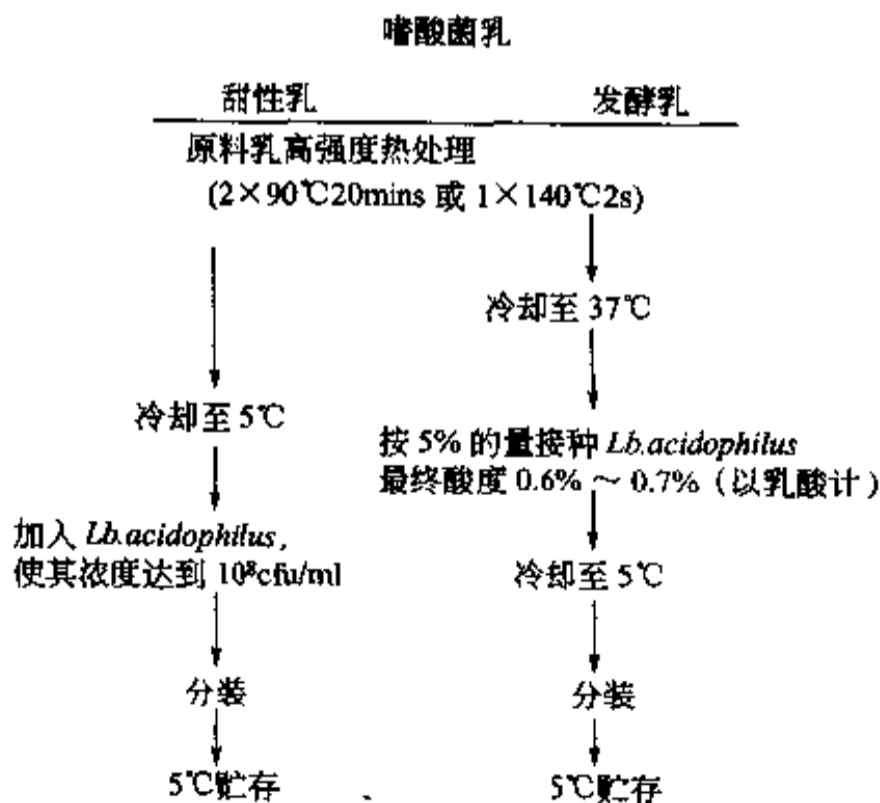 嗜酸菌乳
甜性乳 发酵乳
原料乳高强度热处理
(2×90℃20mins 或 1×140℃2s)
冷却至 37℃
冷却至 5℃
按 5% 的量接种 Lb.acidophilus
最终酸度 0.6% ~ 0.7%（以乳酸计）
加入 Lb.acidophilus,
使其浓度达到 10⁸cfu/ml
冷却至 5℃
分装 分装
5℃贮存 5℃贮存